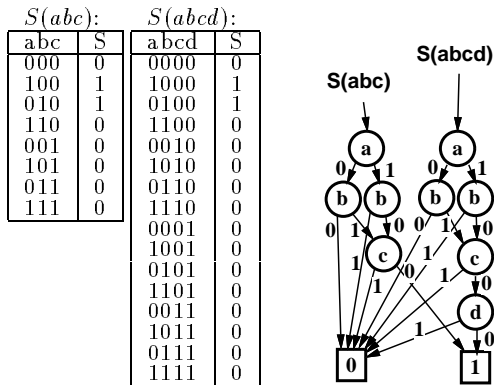 S(abc):
abc S
000 0
100 1
010 1
110 0
001 0
101 0
011 0
111 0
S(abcd):
abcd S
0000 0
1000 1
0100 1
1100 0
0010 0
1010 0
0110 0
1110 0
0001 0
1001 0
0101 0
1101 0
0011 0
1011 0
0111 0
1111 0
S(abcd)
S(abc)
a a
0 1 0 1
b b b b
0 1 0 0 1 0
c c
1 1 0 1 1 0
d
1 0
0 1